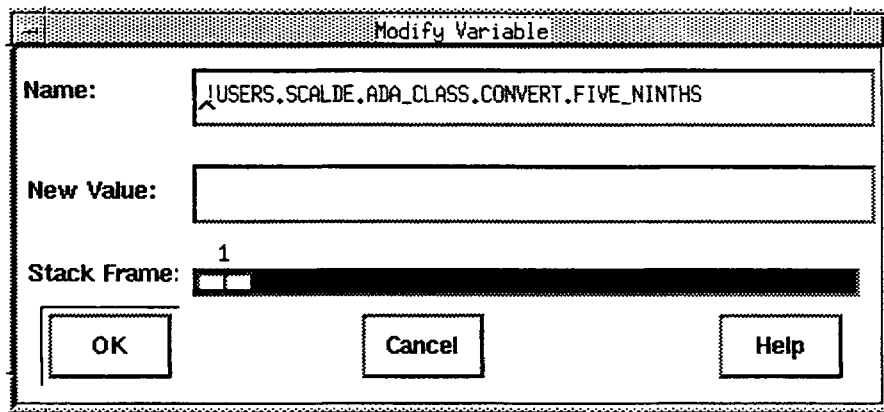 Modify Variable
Name: !USERS.SCALDE.ADA_CLASS.CONVERT.FIVE_NINTHS
New Value:
1
Stack Frame:
OK Cancel Help